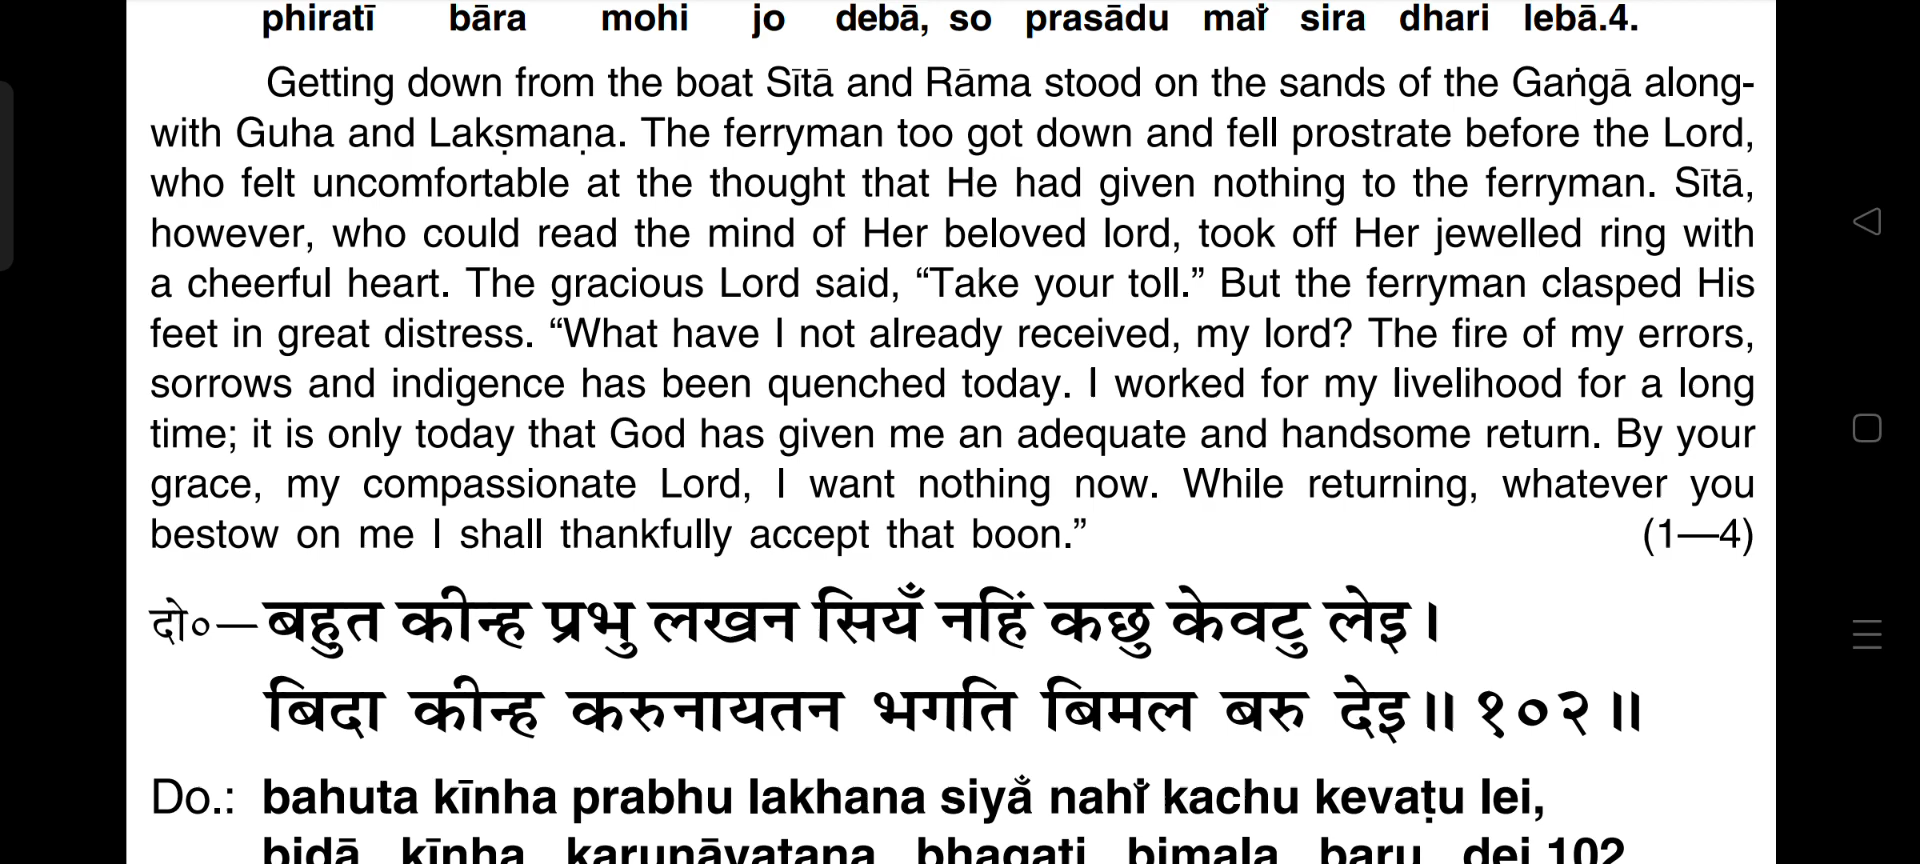 phiratī bāra mohi jo debā, so prasādu maı̐ sira dhari lebā.4.
Getting down from the boat Sītā and Rāma stood on the sands of the Gaṅgā along-
with Guha and Lakṣmaṇa. The ferryman too got down and fell prostrate before the Lord,
who felt uncomfortable at the thought that He had given nothing to the ferryman. Sītā,
however, who could read the mind of Her beloved lord, took off Her jewelled ring with
a cheerful heart. The gracious Lord said, “Take your toll.” But the ferryman clasped His
feet in great distress. “What have I not already received, my lord? The fire of my errors,
sorrows and indigence has been quenched today. I worked for my livelihood for a long
time; it is only today that God has given me an adequate and handsome return. By your
grace, my compassionate Lord, I want nothing now. While returning, whatever you
bestow on me I shall thankfully accept that boon.” (1—4)
दो०—बहुत कीन्ह प्रभु लखन सियँ नहिं कछु केवटु लेइ।
बिदा कीन्ह करुनायतन भगति बिमल बरु देइ॥ १०२॥
Do.: bahuta kīnha prabhu lakhana siya̐ nahı̐ kachu kevaṭu lei,
bidā kīnha karunāyatana bhagati bimala baru dei.102.